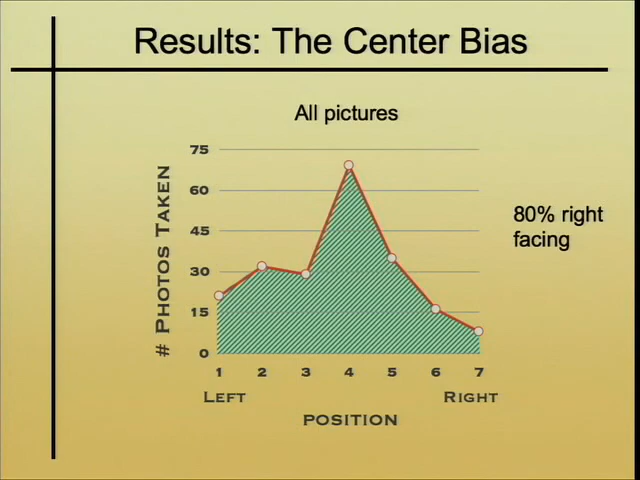 Results: The Center Bias
All pictures
75
60
45
30
15
0
# PHOTOS TAKEN
1 2 3 4 5 6 7
LEFT RIGHT
POSITION
80% right
facing